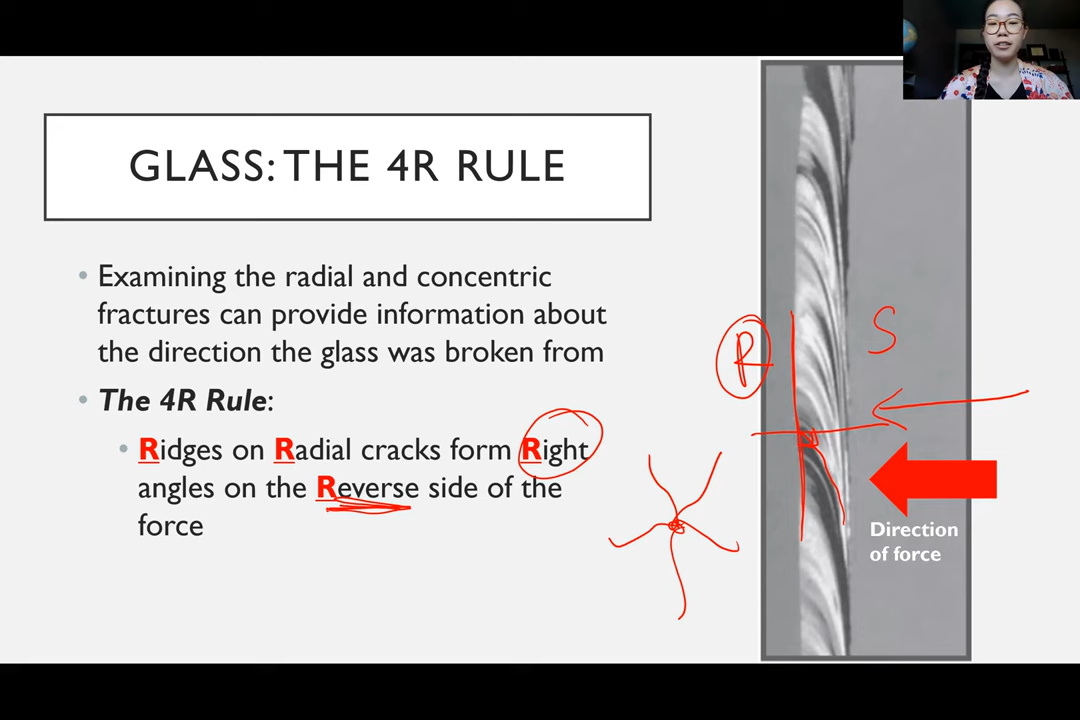 GLASS: THE 4R RULE
• Examining the radial and concentric
fractures can provide information about
the direction the glass was broken from
• The 4R Rule:
• Ridges on Radial cracks form Right
angles on the Reverse side of the
force
R
S
Direction
of force